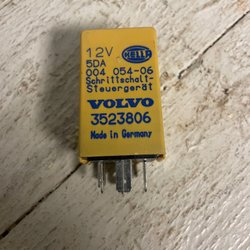 12V
HELLA
5DA
004 054-06
Schrittschalt-
Steuergerät
VOLVO
3523806
Made in Germany